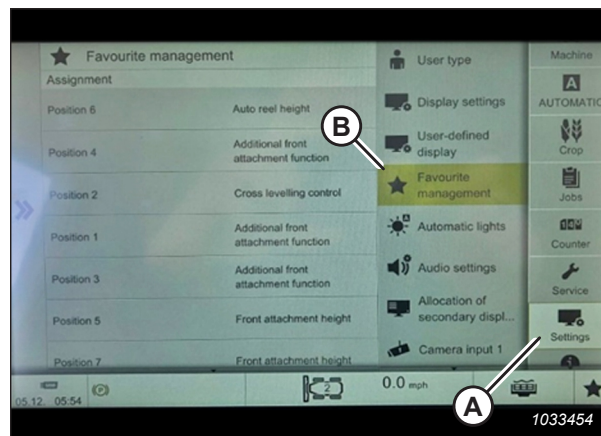 Favourite management
Assignment
Position 6
Auto reel height
Position 4
Additional front
attachment function
Position 2
Cross levelling control
Position 1
Additional front
attachment function
Position 3
Additional front
attachment function
Position 5
Front attachment height
Position 7
Front attachment height
User type
Display settings
User-defined
display
Favourite
management
Automatic lights
Audio settings
Allocation of
secondary displ...
Camera input 1
Machine
A
AUTOMATIC
Crop
Jobs
Counter
Service
Settings
B
A
05.12. 05:54
P
2
0.0 mph
1033454